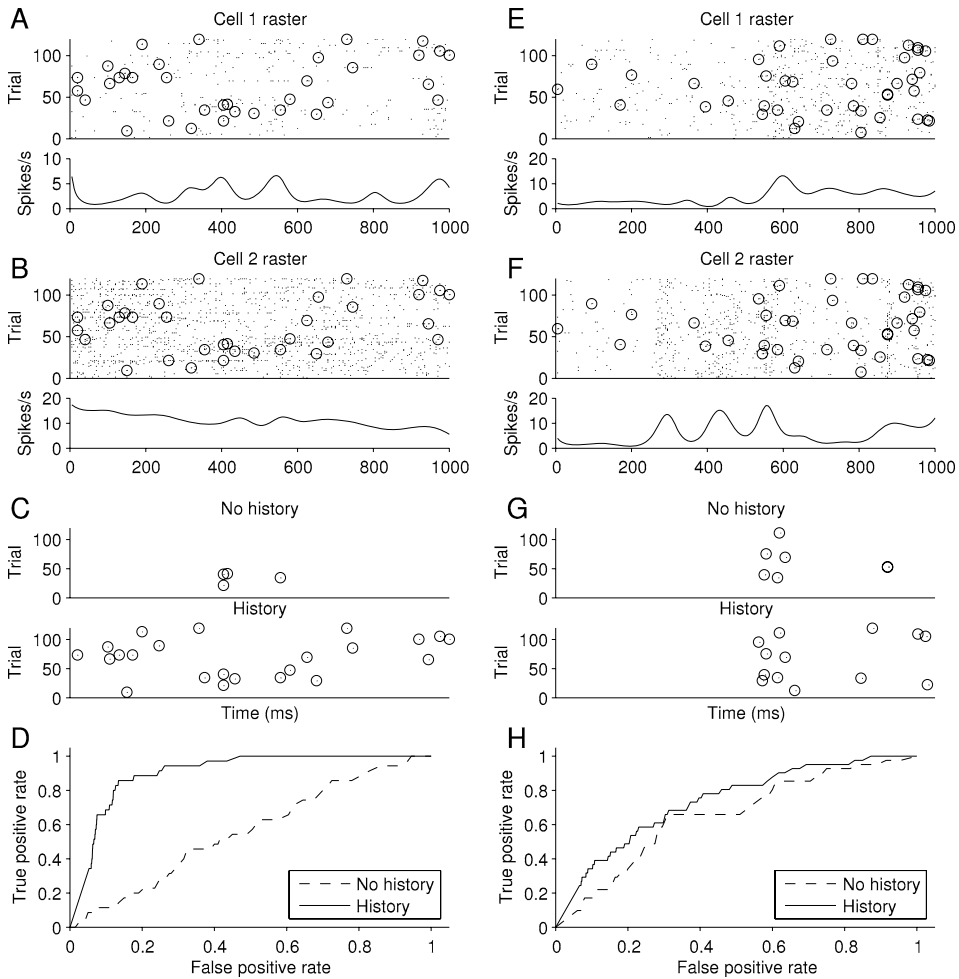 A
Cell 1 raster
100
50
0
Trial
10
5
0
Spikes/s
0 200 400 600 800 1000
B
Cell 2 raster
100
50
0
Trial
20
10
0
Spikes/s
0 200 400 600 800 1000
C
No history
100
50
0
Trial
History
100
50
0
Trial
Time (ms)
D
1
0.8
0.6
0.4
0.2
0
True positive rate
No history
History
0 0.2 0.4 0.6 0.8 1
False positive rate
E
Cell 1 raster
100
50
0
Trial
20
10
0
Spikes/s
0 200 400 600 800 1000
F
Cell 2 raster
100
50
0
Trial
20
10
0
Spikes/s
0 200 400 600 800 1000
G
No history
100
50
0
Trial
History
100
50
0
Trial
Time (ms)
H
1
0.8
0.6
0.4
0.2
0
True positive rate
No history
History
0 0.2 0.4 0.6 0.8 1
False positive rate